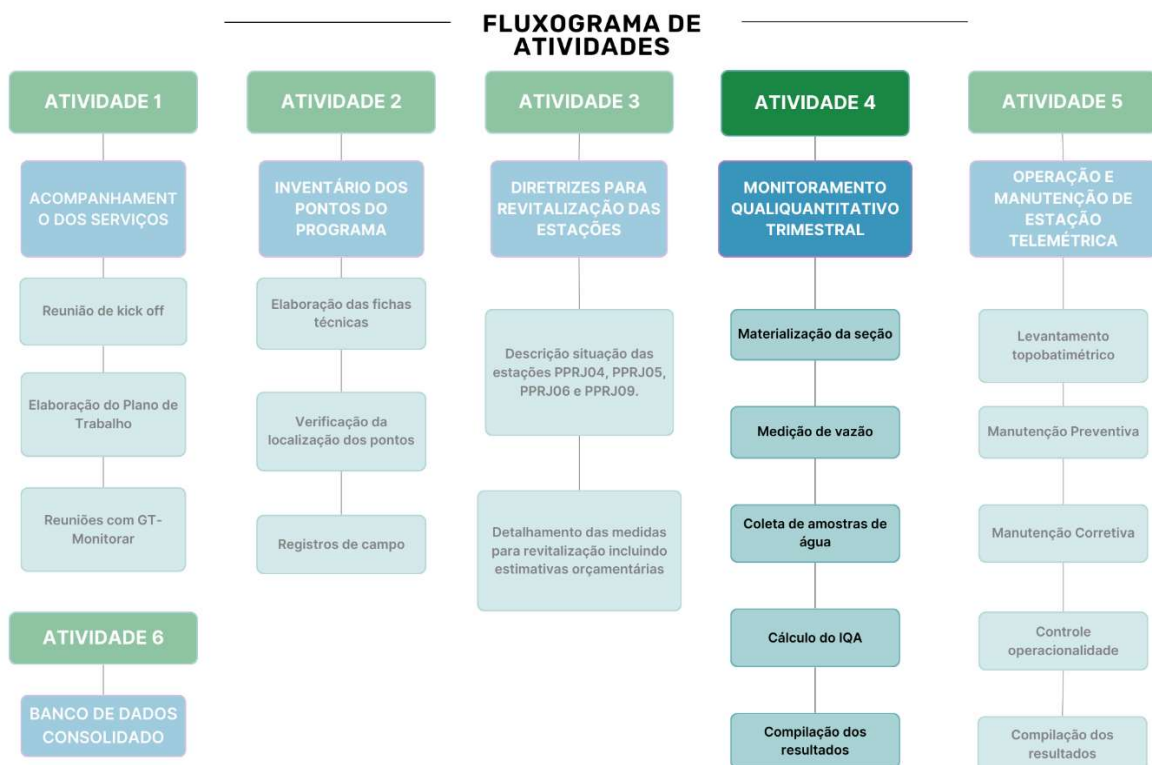 FLUXOGRAMA DE
ATIVIDADES
ATIVIDADE 1
ACOMPANHAMENT
O DOS SERVIÇOS
Reunião de kick off
Elaboração do Plano de
Trabalho
Reuniões com GT-
Monitorar
ATIVIDADE 6
BANCO DE DADOS
CONSOLIDADO
ATIVIDADE 2
INVENTÁRIO DOS
PONTOS DO
PROGRAMA
Elaboração das fichas
técnicas
Verificação da
localização dos pontos
Registros de campo
ATIVIDADE 3
DIRETRIZES PARA
REVITALIZAÇÃO DAS
ESTAÇÕES
Descrição situação das
estações PPRJ04, PPRJ05,
PPRJ06 e PPRJ09.
Detalhamento das medidas
para revitalização incluindo
estimativas orçamentárias
ATIVIDADE 4
MONITORAMENTO
QUALIQUANTITATIVO
TRIMESTRAL
Materialização da seção
Medição de vazão
Coleta de amostras de
água
Cálculo do IQA
Compilação dos
resultados
ATIVIDADE 5
OPERAÇÃO E
MANUTENÇÃO DE
ESTAÇÃO
TELEMÉTRICA
Levantamento
topobatimétrico
Manutenção Preventiva
Manutenção Corretiva
Controle
operacionalidade
Compilação dos
resultados